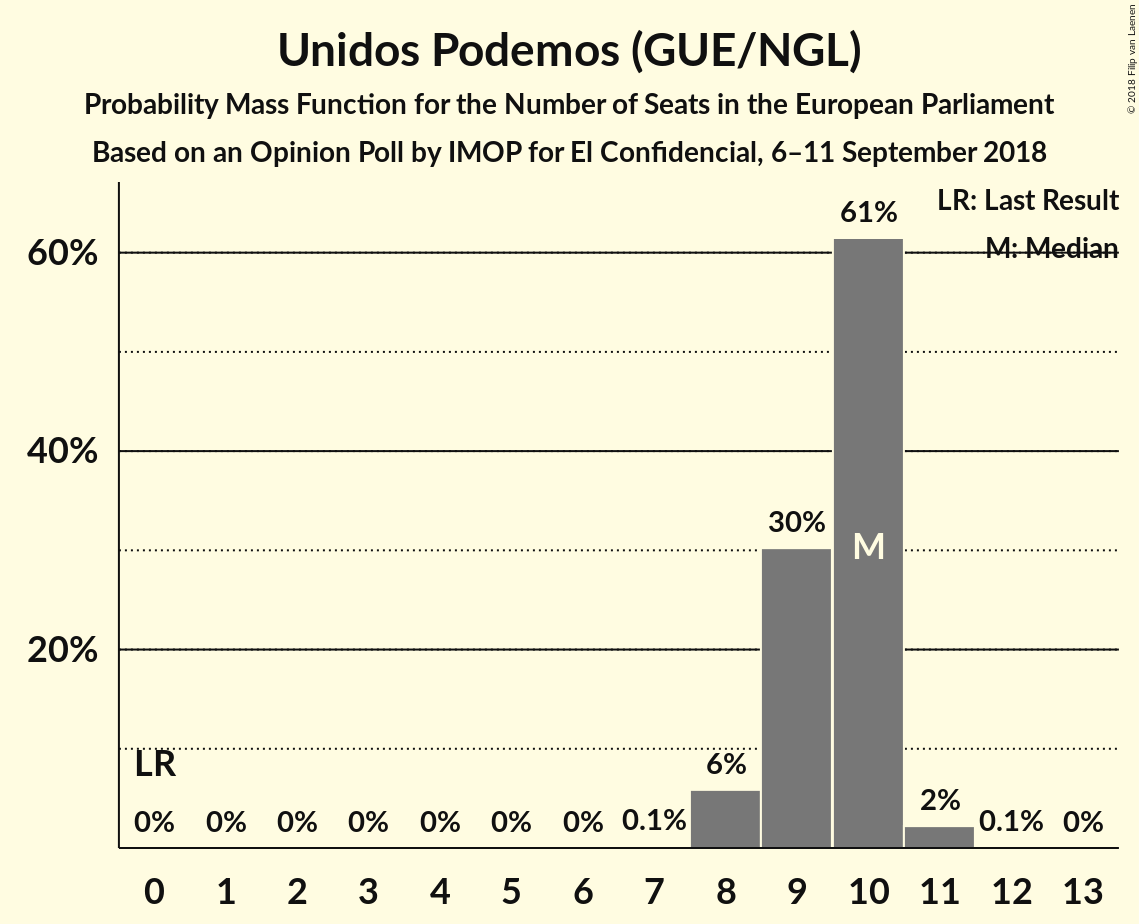 Unidos Podemos (GUE/NGL)
Probability Mass Function for the Number of Seats in the European Parliament
Based on an Opinion Poll by IMOP for El Confidencial, 6–11 September 2018
© 2018 Filip van Laenen
LR: Last Result
M: Median
60%
40%
20%
61%
30%
M
LR
6%
2%
0% 0% 0% 0% 0% 0% 0% 0.1% 0.1% 0%
0 1 2 3 4 5 6 7 8 9 10 11 12 13